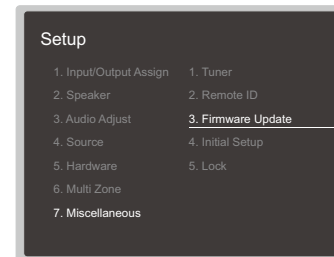 Setup
1. Input/Output Assign
2. Speaker
3. Audio Adjust
4. Source
5. Hardware
6. Multi Zone
7. Miscellaneous
1. Tuner
2. Remote ID
3. Firmware Update
4. Initial Setup
5. Lock